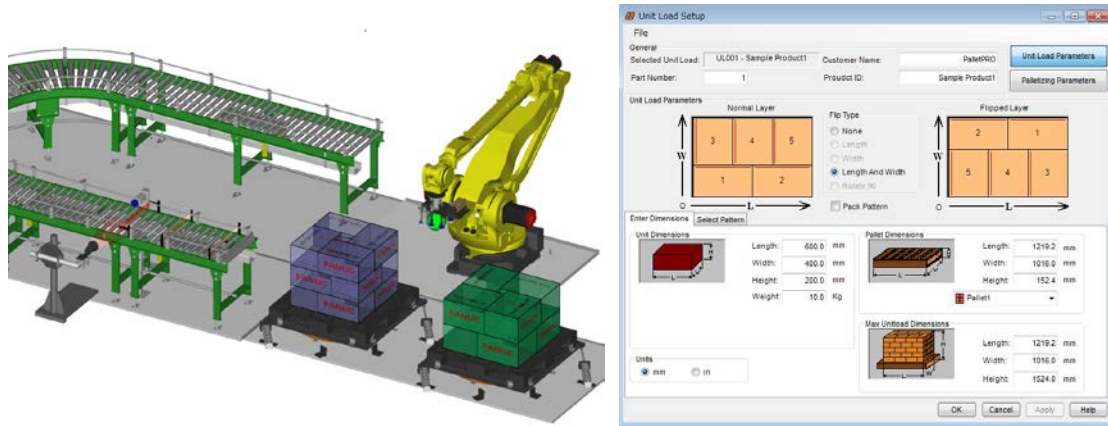 FANUC
FANUC
FANUC
FANUC
Unit Load Setup
File
General
Selected Unit Load: UL001 - Sample Product1 Customer Name: PalletPRO Unit Load Parameters
Part Number: 1 Proudct ID: Sample Product1 Palletizing Parameters
Unit Load Parameters
Normal Layer Flip Type Flipped Layer
W 3 4 5 1 2 O L
None
Length
Width
Length And Width
Rotate 90
Pack Pattern
W 2 1 5 4 3 O L
Enter Dimensions Select Pattern
Unit Dimensions
Length: 600.0 mm
Width: 400.0 mm
Height: 200.0 mm
Weight: 10.0 Kg
Pallet Dimensions
Length: 1219.2 mm
Width: 1016.0 mm
Height: 152.4 mm
Pallet1
Max Unitload Dimensions
Length: 1219.2 mm
Width: 1016.0 mm
Height: 1524.0 mm
Units
mm in
OK Cancel Apply Help